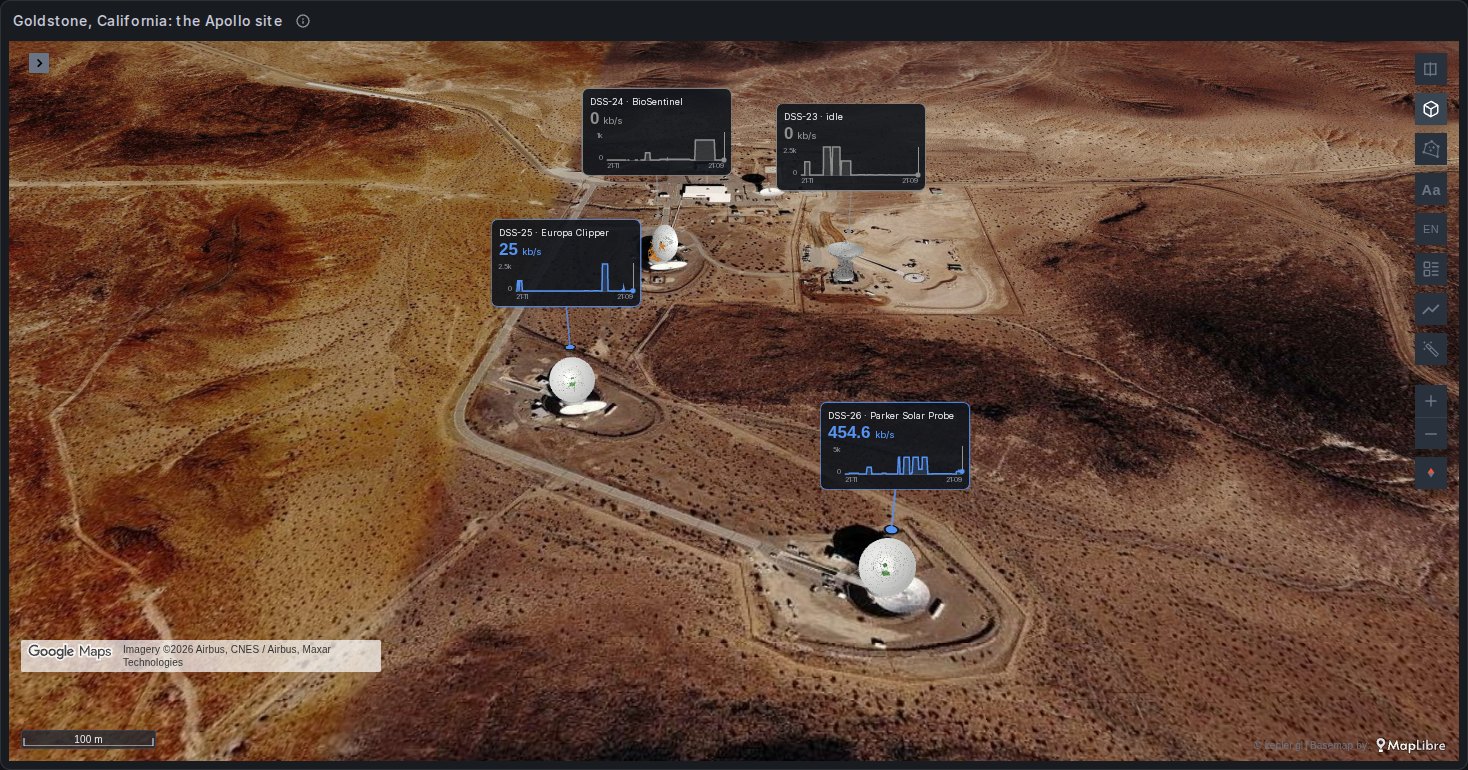 Goldstone, California: the Apollo site
DSS-24 · BioSentinel
0 kb/s
1k
0
21-11
21-09
DSS-23 · idle
0 kb/s
2.5k
0
21-11
21-09
DSS-25 · Europa Clipper
25 kb/s
2.5k
0
21-11
21-09
DSS-26 · Parker Solar Probe
454.6 kb/s
5k
0
21-11
21-09
Aa
EN
Google Maps
Imagery ©2026 Airbus, CNES / Airbus, Maxar
Technologies
100 m
© kepler.gl | Basemap by:
MapLibre